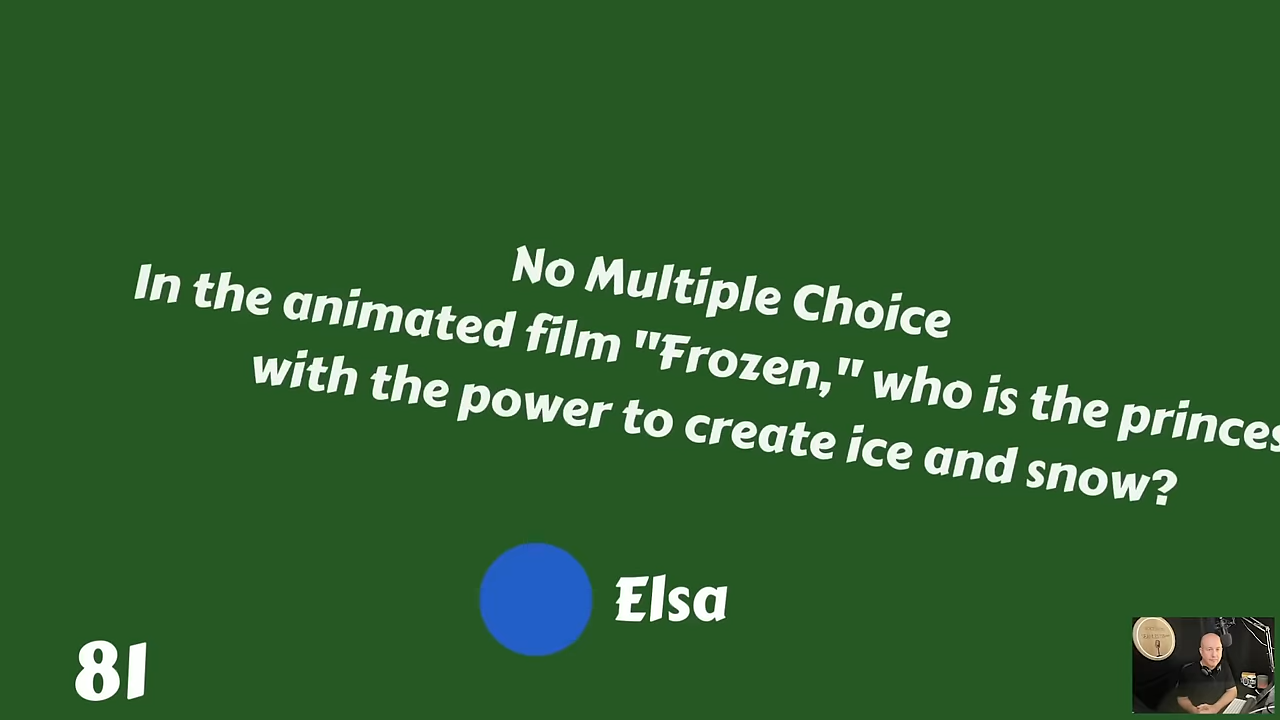 No Multiple Choice
In the animated film "Frozen," who is the princes
with the power to create ice and snow?
Elsa
81